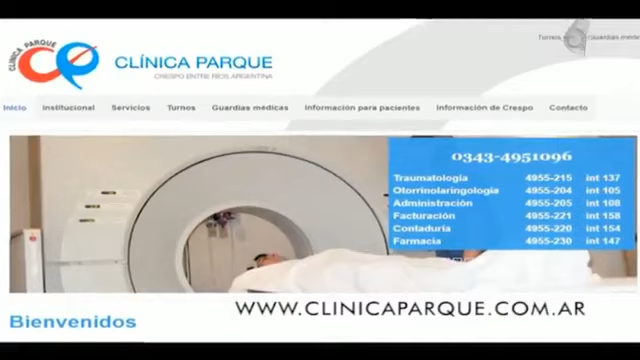 CLINICA PARQUE
CLÍNICA PARQUE
CRESPO ENTRE RÍOS ARGENTINA
Turnos
Guardias
Inicio Institucional Servicios Turnos Guardias médicas Información para pacientes Información de Crespo Contacto
0343-4951096
Traumatología 4955-215 int 137
Otorrinolaringología 4955-204 int 105
Administración 4955-205 int 108
Facturación 4955-221 int 158
Contaduría 4955-220 int 154
Farmacia 4955-230 int 147
WWW.CLINICAPARQUE.COM.AR
Bienvenidos